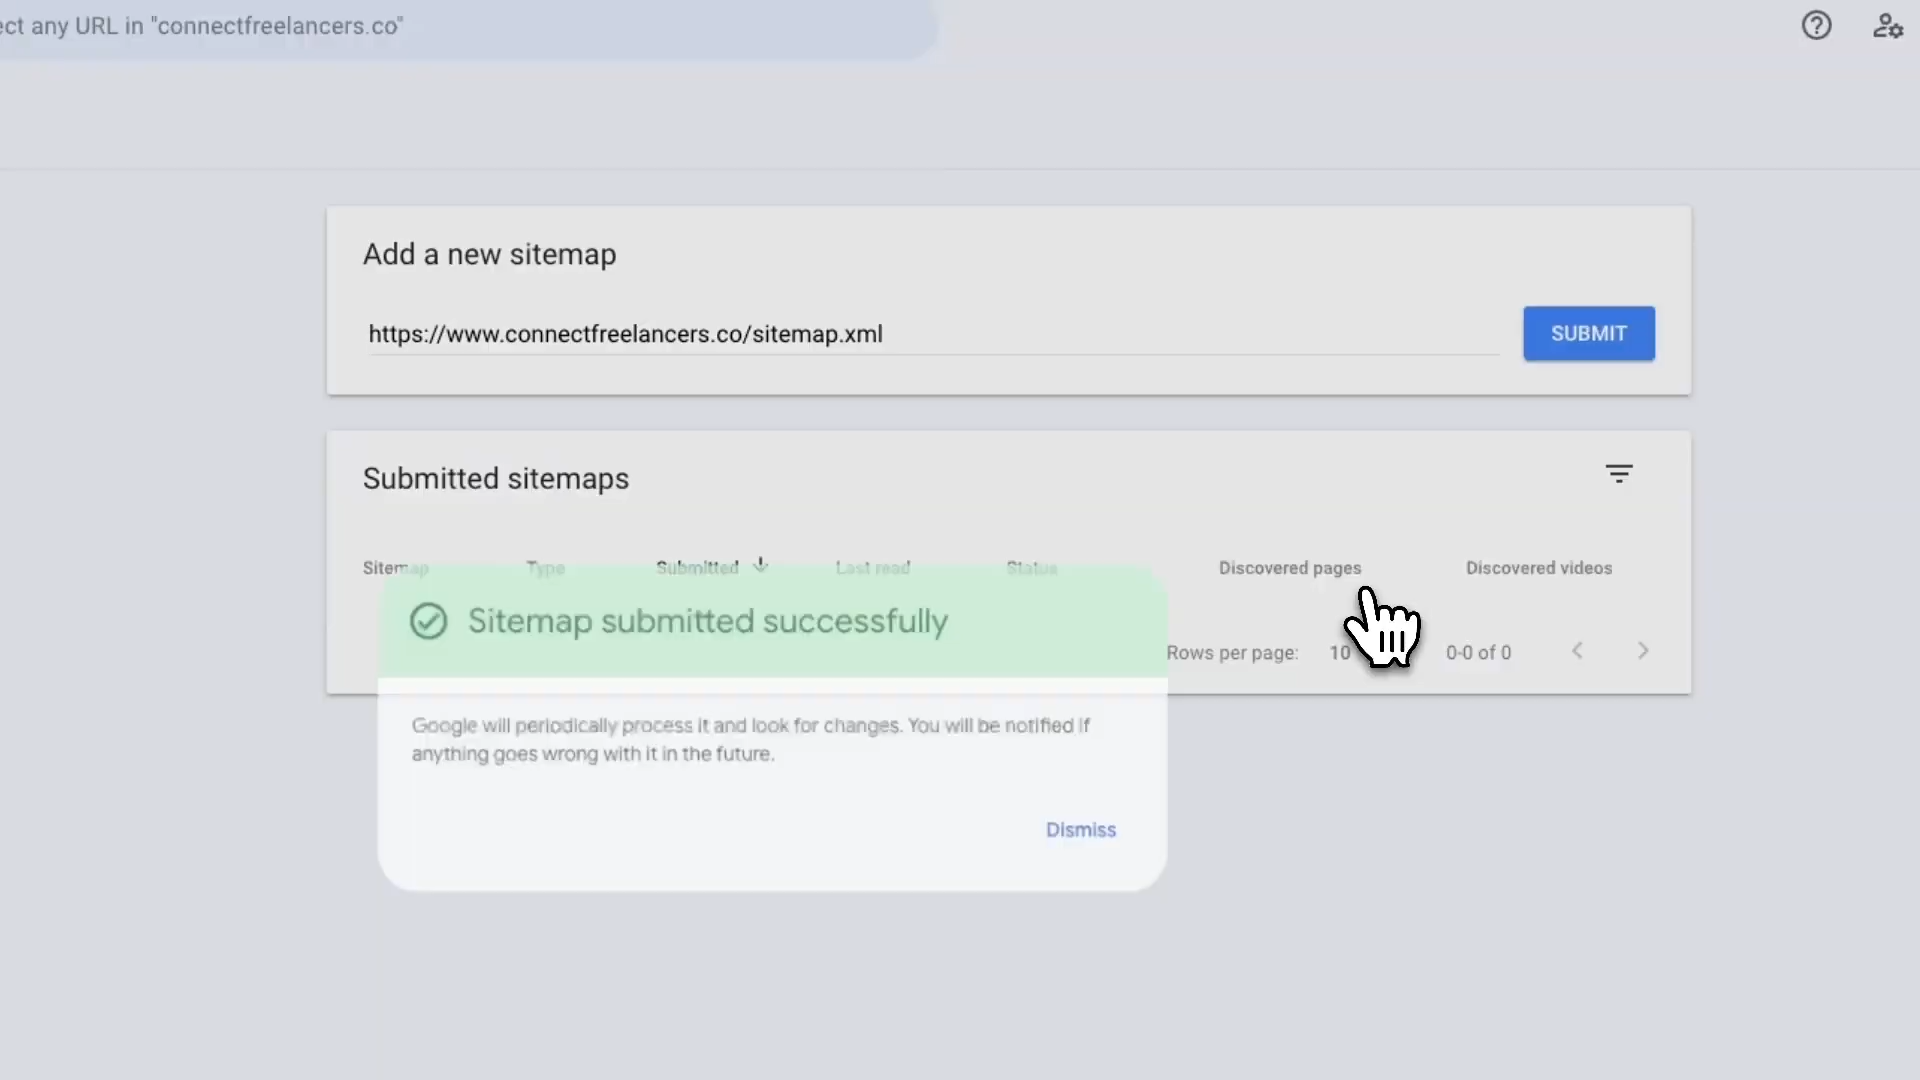 ect any URL in "connectfreelancers.co"
Add a new sitemap
https://www.connectfreelancers.co/sitemap.xml
SUBMIT
Submitted sitemaps
Sitemap Type Submitted Last read Status Discovered pages Discovered videos
Sitemap submitted successfully
Rows per page: 10 0-0 of 0
Google will periodically process it and look for changes. You will be notified if
anything goes wrong with it in the future.
Dismiss